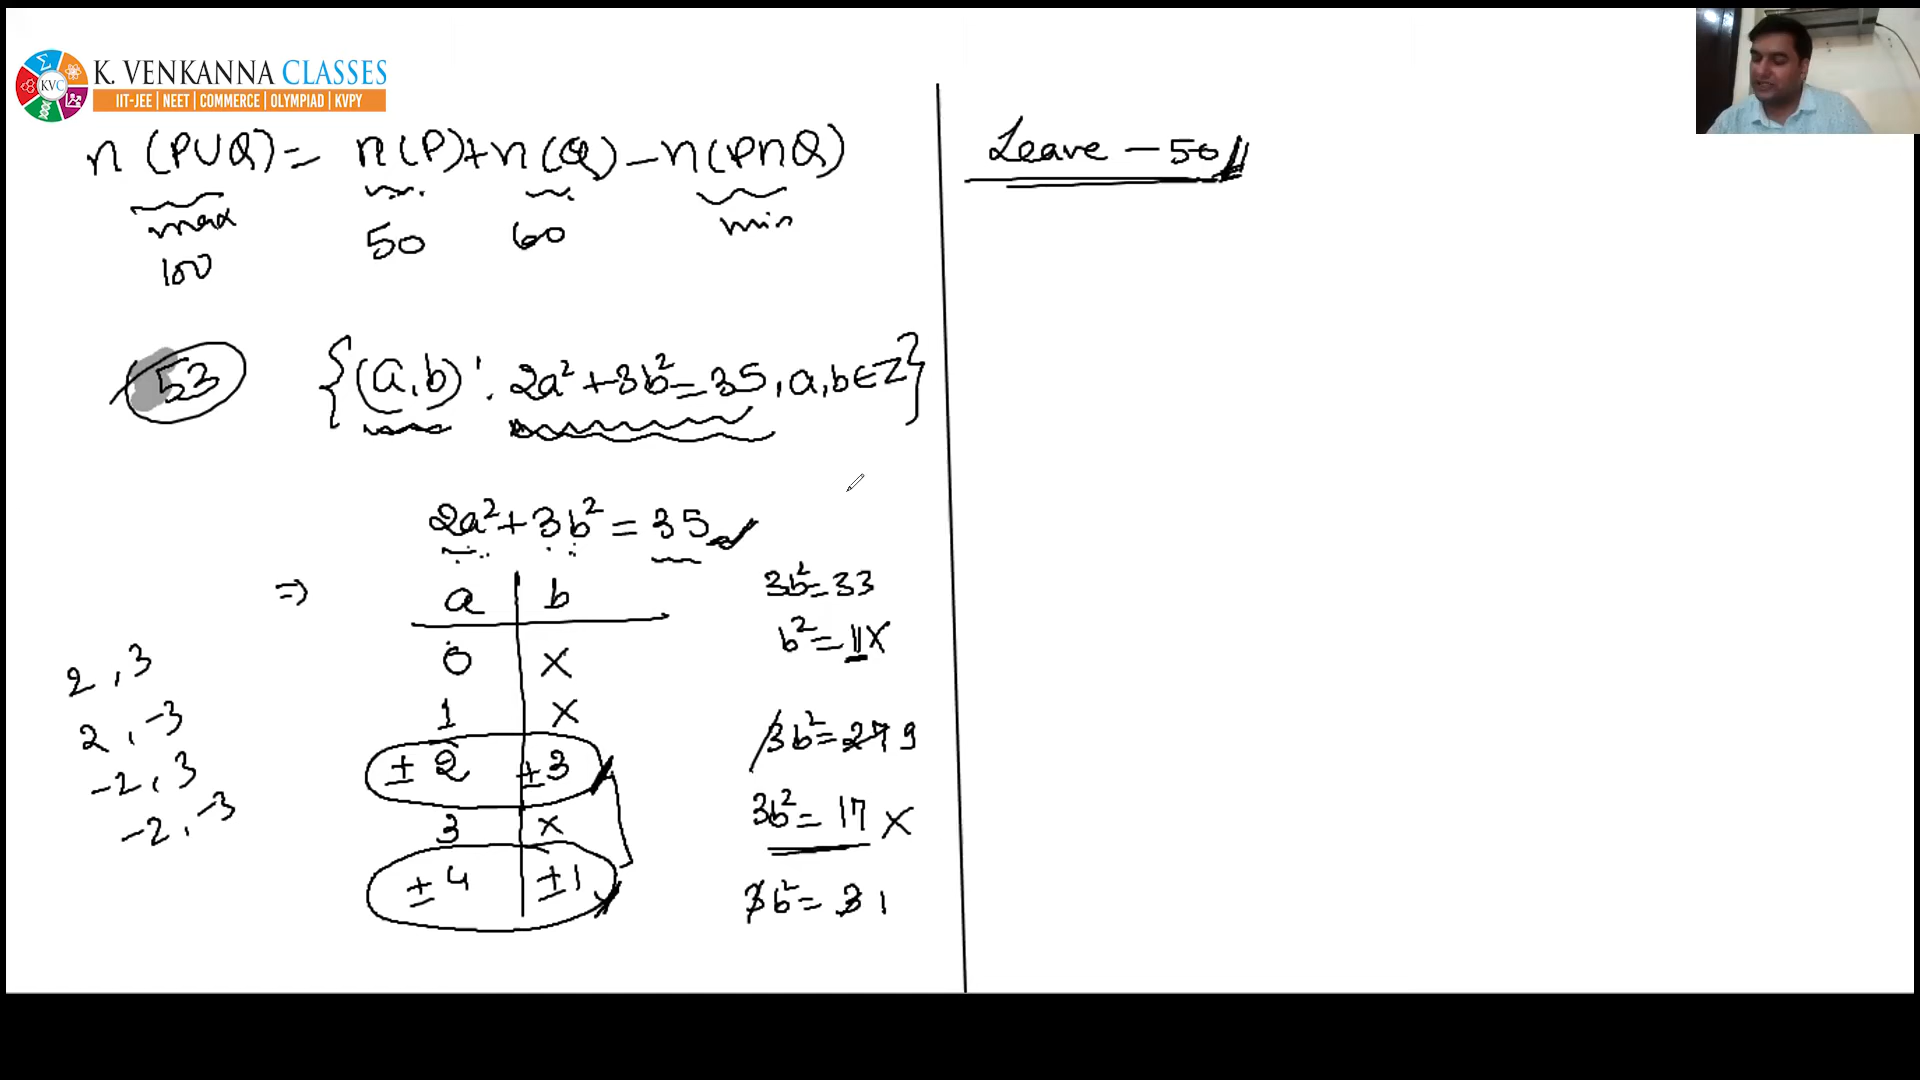 K. VENKANNA CLASSES
KVC
IIT-JEE | NEET | COMMERCE | OLYMPIAD | KVPY
n (P∪Q) = n(P) + n(Q) – n(P∩Q)
max 50 60 min
100
53 {(a,b) : 2a² + 3b² = 35, a,b ∈ Z}
2a² + 3b² = 35
⇒ a | b
0 | X
1 | X
± 2 | ± 3
3 | x
± 4 | ± 1
2 , 3
2 , -3
-2 , 3
-2 , -3
3b² = 33
b² = 11 X
3b² = 27 9
3b² = 17 X
3b² = 3 1
Leave – 50